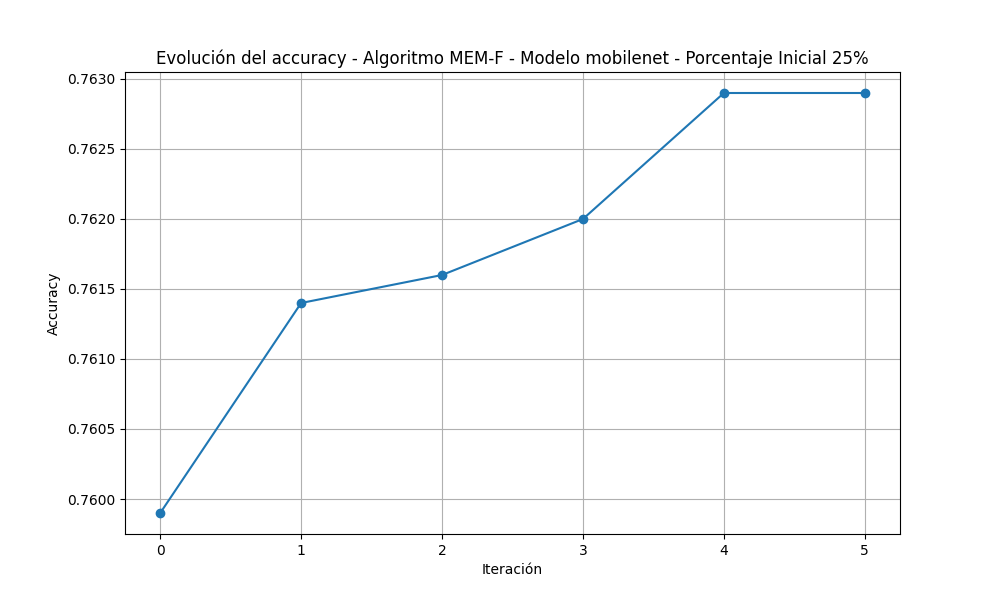 Evolución del accuracy - Algoritmo MEM-F - Modelo mobilenet - Porcentaje Inicial 25%
0.7630
0.7625
0.7620
0.7615
0.7610
0.7605
0.7600
Accuracy
0 1 2 3 4 5
Iteración